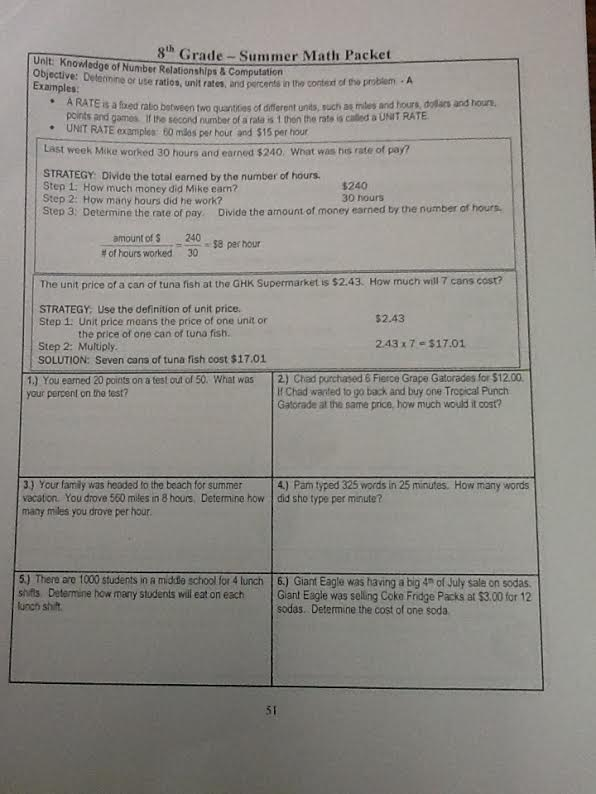 8th Grade – Summer Math Packet
Unit: Knowledge of Number Relationships & Computation
Objective: Determine or use ratios, unit rates, and percents in the context of the problem. - A
Examples:
• A RATE is a fixed ratio between two quantities of different units, such as miles and hours, dollars and hours,
points and games. If the second number of a rate is 1 then the rate is called a UNIT RATE.
• UNIT RATE examples: 60 miles per hour and $15 per hour
Last week Mike worked 30 hours and earned $240. What was his rate of pay?
STRATEGY: Divide the total earned by the number of hours.
Step 1: How much money did Mike earn? $240
Step 2: How many hours did he work? 30 hours
Step 3: Determine the rate of pay. Divide the amount of money earned by the number of hours.
amount of $ / # of hours worked = 240 / 30 = $8 per hour
The unit price of a can of tuna fish at the GHK Supermarket is $2.43. How much will 7 cans cost?
STRATEGY: Use the definition of unit price.
Step 1: Unit price means the price of one unit or $2.43
the price of one can of tuna fish.
Step 2: Multiply. 2.43 x 7 = $17.01
SOLUTION: Seven cans of tuna fish cost $17.01
1.) You earned 20 points on a test out of 50. What was
your percent on the test?
2.) Chad purchased 6 Fierce Grape Gatorades for $12.00.
If Chad wanted to go back and buy one Tropical Punch
Gatorade at the same price, how much would it cost?
3.) Your family was headed to the beach for summer
vacation. You drove 560 miles in 8 hours. Determine how
many miles you drove per hour.
4.) Pam typed 325 words in 25 minutes. How many words
did she type per minute?
5.) There are 1000 students in a middle school for 4 lunch
shifts. Determine how many students will eat on each
lunch shift.
6.) Giant Eagle was having a big 4th of July sale on sodas.
Giant Eagle was selling Coke Fridge Packs at $3.00 for 12
sodas. Determine the cost of one soda.
51